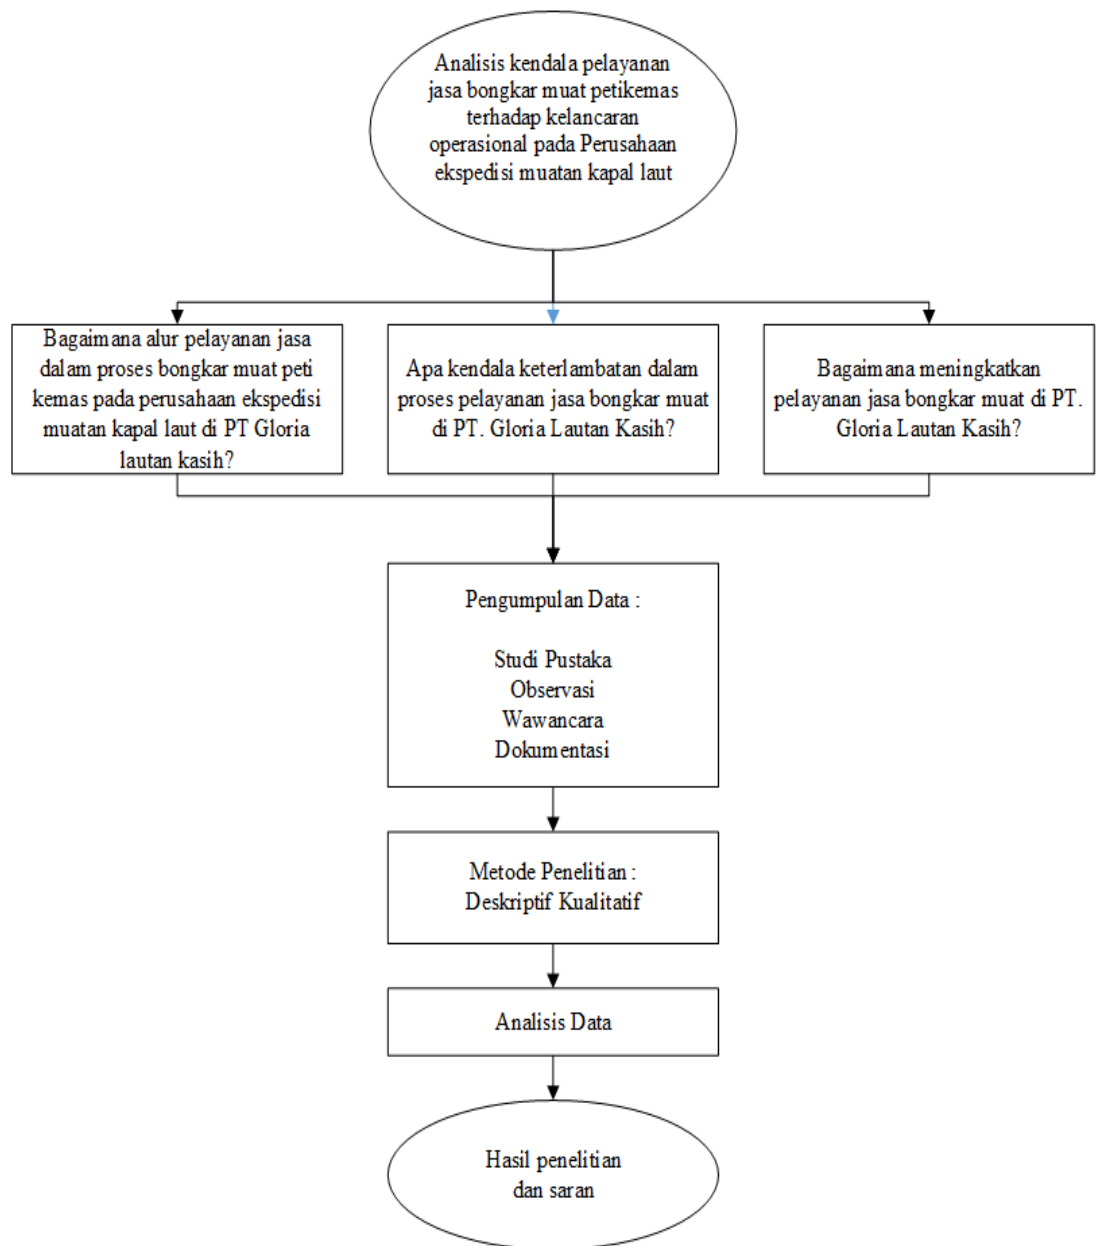 Analisis kendala pelayanan
jasa bongkar muat petikemas
terhadap kelancaran
operasional pada Perusahaan
ekspedisi muatan kapal laut
Bagaimana alur pelayanan jasa
dalam proses bongkar muat peti
kemas pada perusahaan ekspedisi
muatan kapal laut di PT Gloria
lautan kasih?
Apa kendala keterlambatan dalam
proses pelayanan jasa bongkar muat
di PT. Gloria Lautan Kasih?
Bagaimana meningkatkan
pelayanan jasa bongkar muat di PT.
Gloria Lautan Kasih?
Pengumpulan Data :
Studi Pustaka
Observasi
Wawancara
Dokumentasi
Metode Penelitian :
Deskriptif Kualitatif
Analisis Data
Hasil penelitian
dan saran